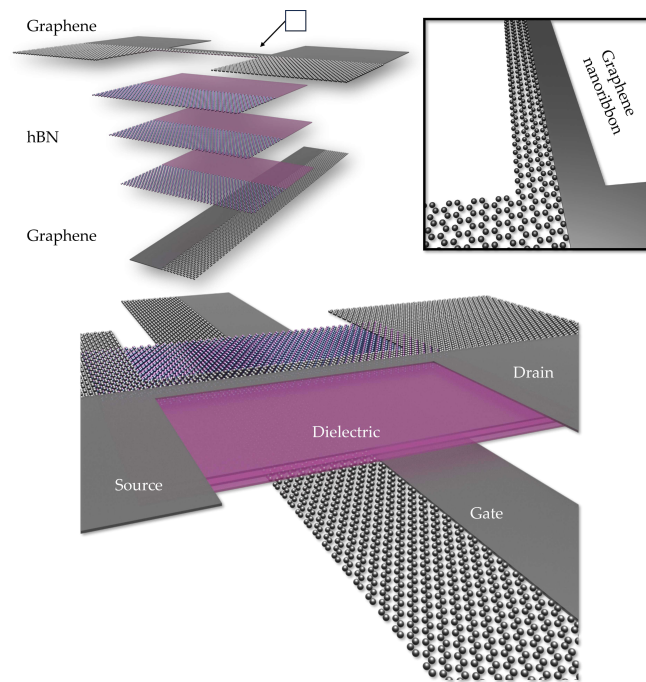 Graphene
hBN
Graphene
Graphene
nanoribbon
Drain
Dielectric
Source
Gate